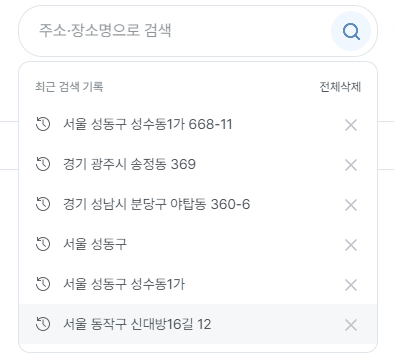 주소·장소명으로 검색
최근 검색 기록 전체삭제
서울 성동구 성수동1가 668-11
경기 광주시 송정동 369
경기 성남시 분당구 야탑동 360-6
서울 성동구
서울 성동구 성수동1가
서울 동작구 신대방16길 12